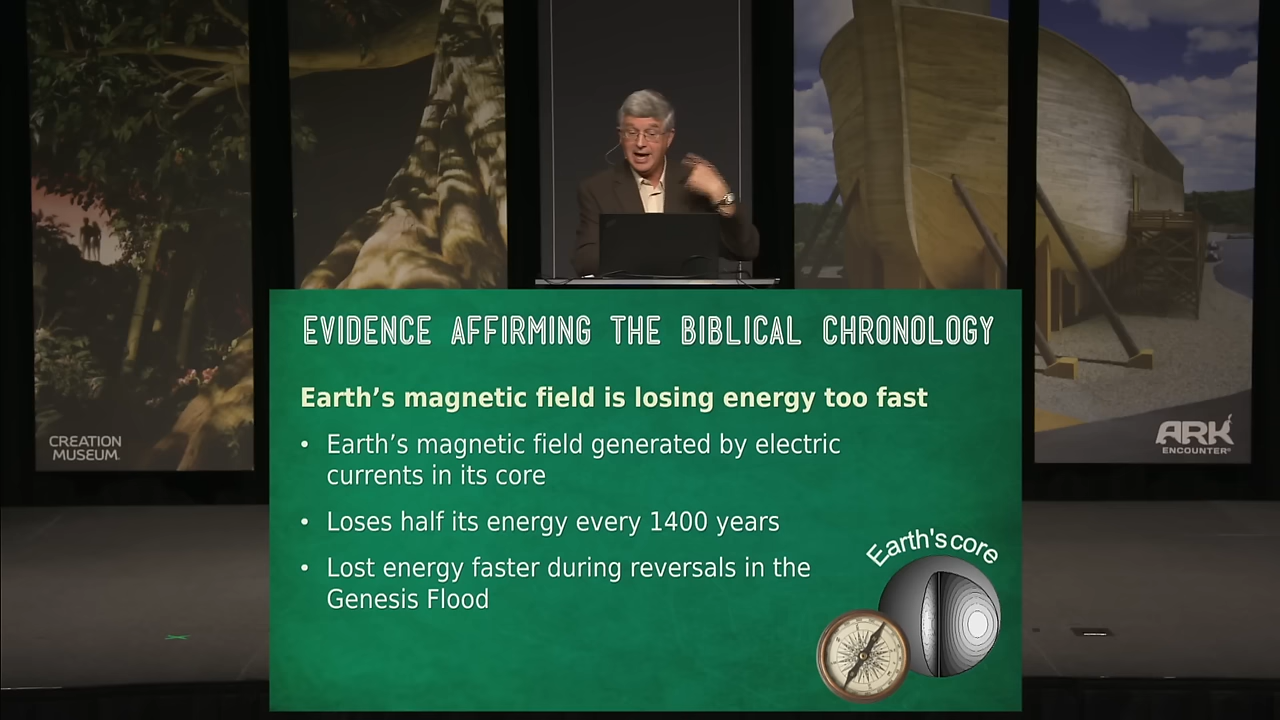 CREATION
MUSEUM.
ARK
ENCOUNTER
EVIDENCE AFFIRMING THE BIBLICAL CHRONOLOGY
Earth's magnetic field is losing energy too fast
• Earth's magnetic field generated by electric
currents in its core
• Loses half its energy every 1400 years
• Lost energy faster during reversals in the
Genesis Flood
Earth's core